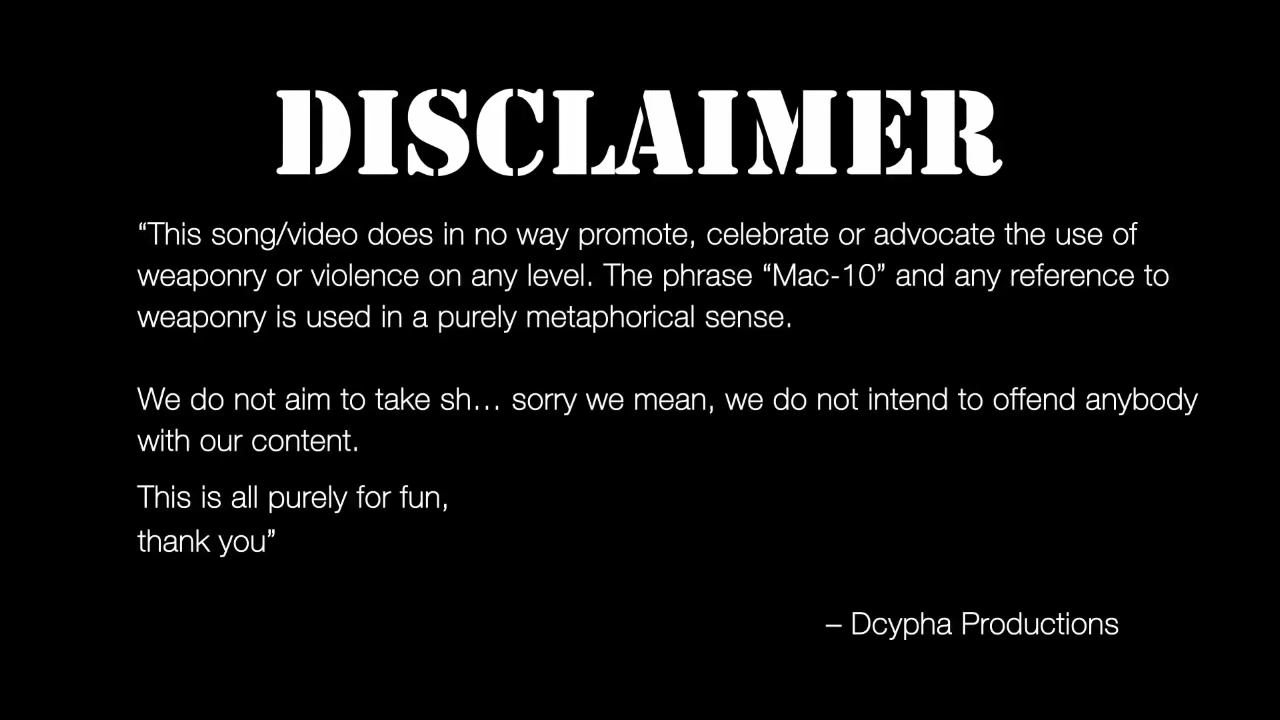 DISCLAIMER
“This song/video does in no way promote, celebrate or advocate the use of
weaponry or violence on any level. The phrase “Mac-10” and any reference to
weaponry is used in a purely metaphorical sense.
We do not aim to take sh... sorry we mean, we do not intend to offend anybody
with our content.
This is all purely for fun,
thank you”
– Dcypha Productions